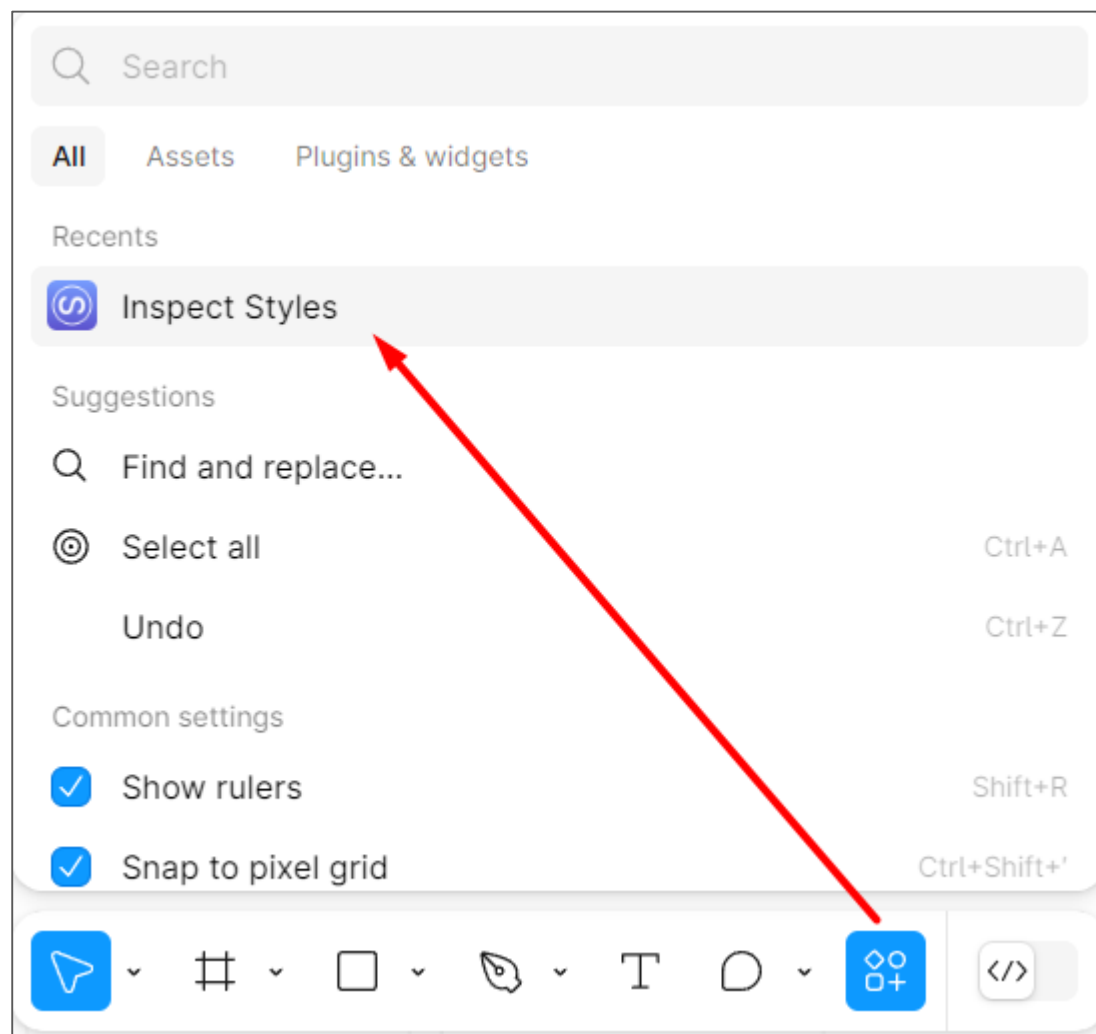 Search
All Assets Plugins & widgets
Recents
Inspect Styles
Suggestions
Find and replace...
Select all Ctrl+A
Undo Ctrl+Z
Common settings
Show rulers Shift+R
Snap to pixel grid Ctrl+Shift+'